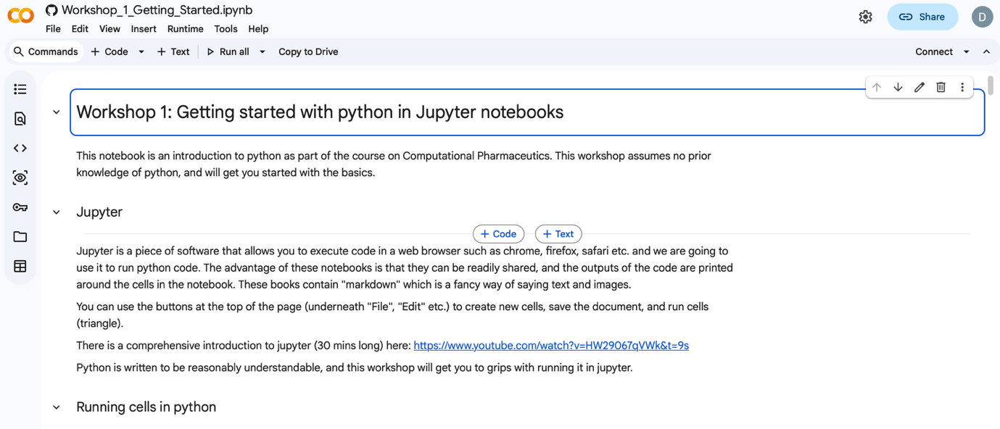 Workshop_1_Getting_Started.ipynb
File Edit View Insert Runtime Tools Help
Share
D
Commands + Code + Text Run all Copy to Drive
Connect
Workshop 1: Getting started with python in Jupyter notebooks
This notebook is an introduction to python as part of the course on Computational Pharmaceutics. This workshop assumes no prior
knowledge of python, and will get you started with the basics.
Jupyter
+ Code + Text
Jupyter is a piece of software that allows you to execute code in a web browser such as chrome, firefox, safari etc. and we are going to
use it to run python code. The advantage of these notebooks is that they can be readily shared, and the outputs of the code are printed
around the cells in the notebook. These books contain "markdown" which is a fancy way of saying text and images.
You can use the buttons at the top of the page (underneath "File", "Edit" etc.) to create new cells, save the document, and run cells
(triangle).
There is a comprehensive introduction to jupyter (30 mins long) here: https://www.youtube.com/watch?v=HW29067qVWk&t=9s
Python is written to be reasonably understandable, and this workshop will get you to grips with running it in jupyter.
Running cells in python